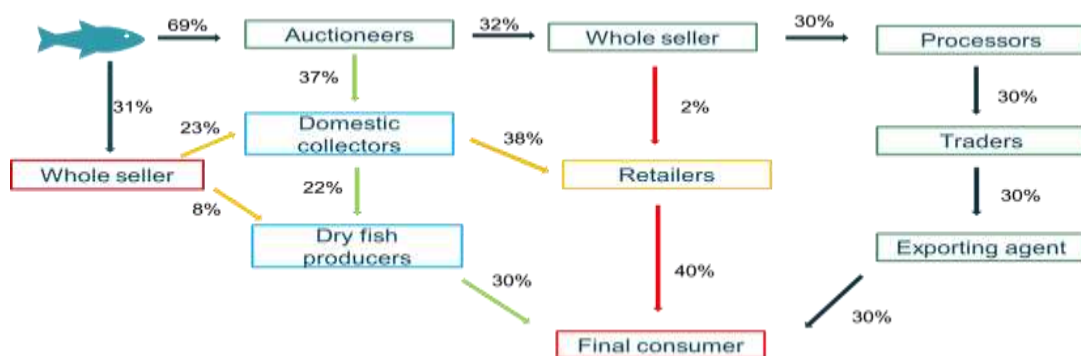 69%
Auctioneers
32%
Whole seller
30%
Processors
37%
31%
23%
Domestic
collectors
38%
2%
30%
Traders
Whole seller
22%
Retailers
8%
30%
Dry fish
producers
30%
40%
Exporting agent
30%
Final consumer